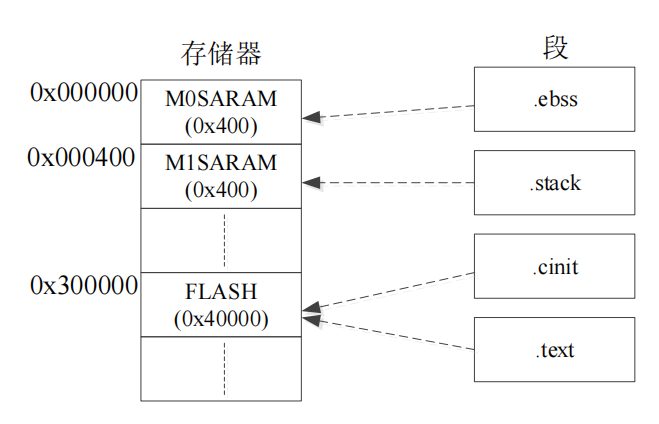 存储器
段
0x000000
M0SARAM
(0x400)
.ebss
0x000400
M1SARAM
(0x400)
.stack
0x300000
FLASH
(0x40000)
.cinit
.text